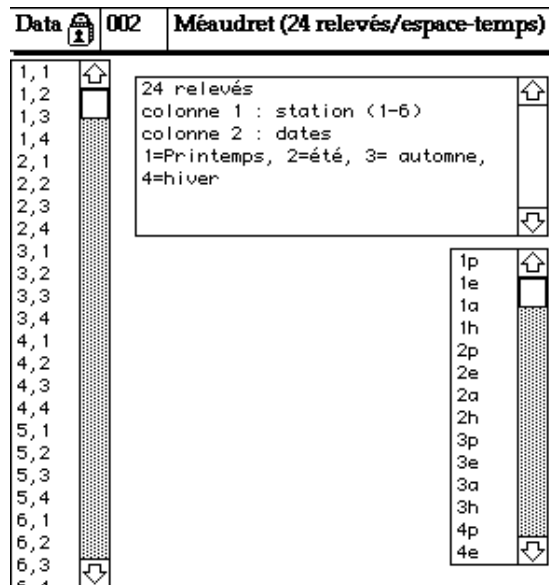 Data 002 Méaudret (24 relevés/espace-temps)
1,1
1,2
1,3
1,4
2,1
2,2
2,3
2,4
3,1
3,2
3,3
3,4
4,1
4,2
4,3
4,4
5,1
5,2
5,3
5,4
6,1
6,2
6,3
24 relevés
colonne 1 : station (1-6)
colonne 2 : dates
1=Printemps, 2=été, 3= automne,
4=hiver
1p
1e
1a
1h
2p
2e
2a
2h
3p
3e
3a
3h
4p
4e